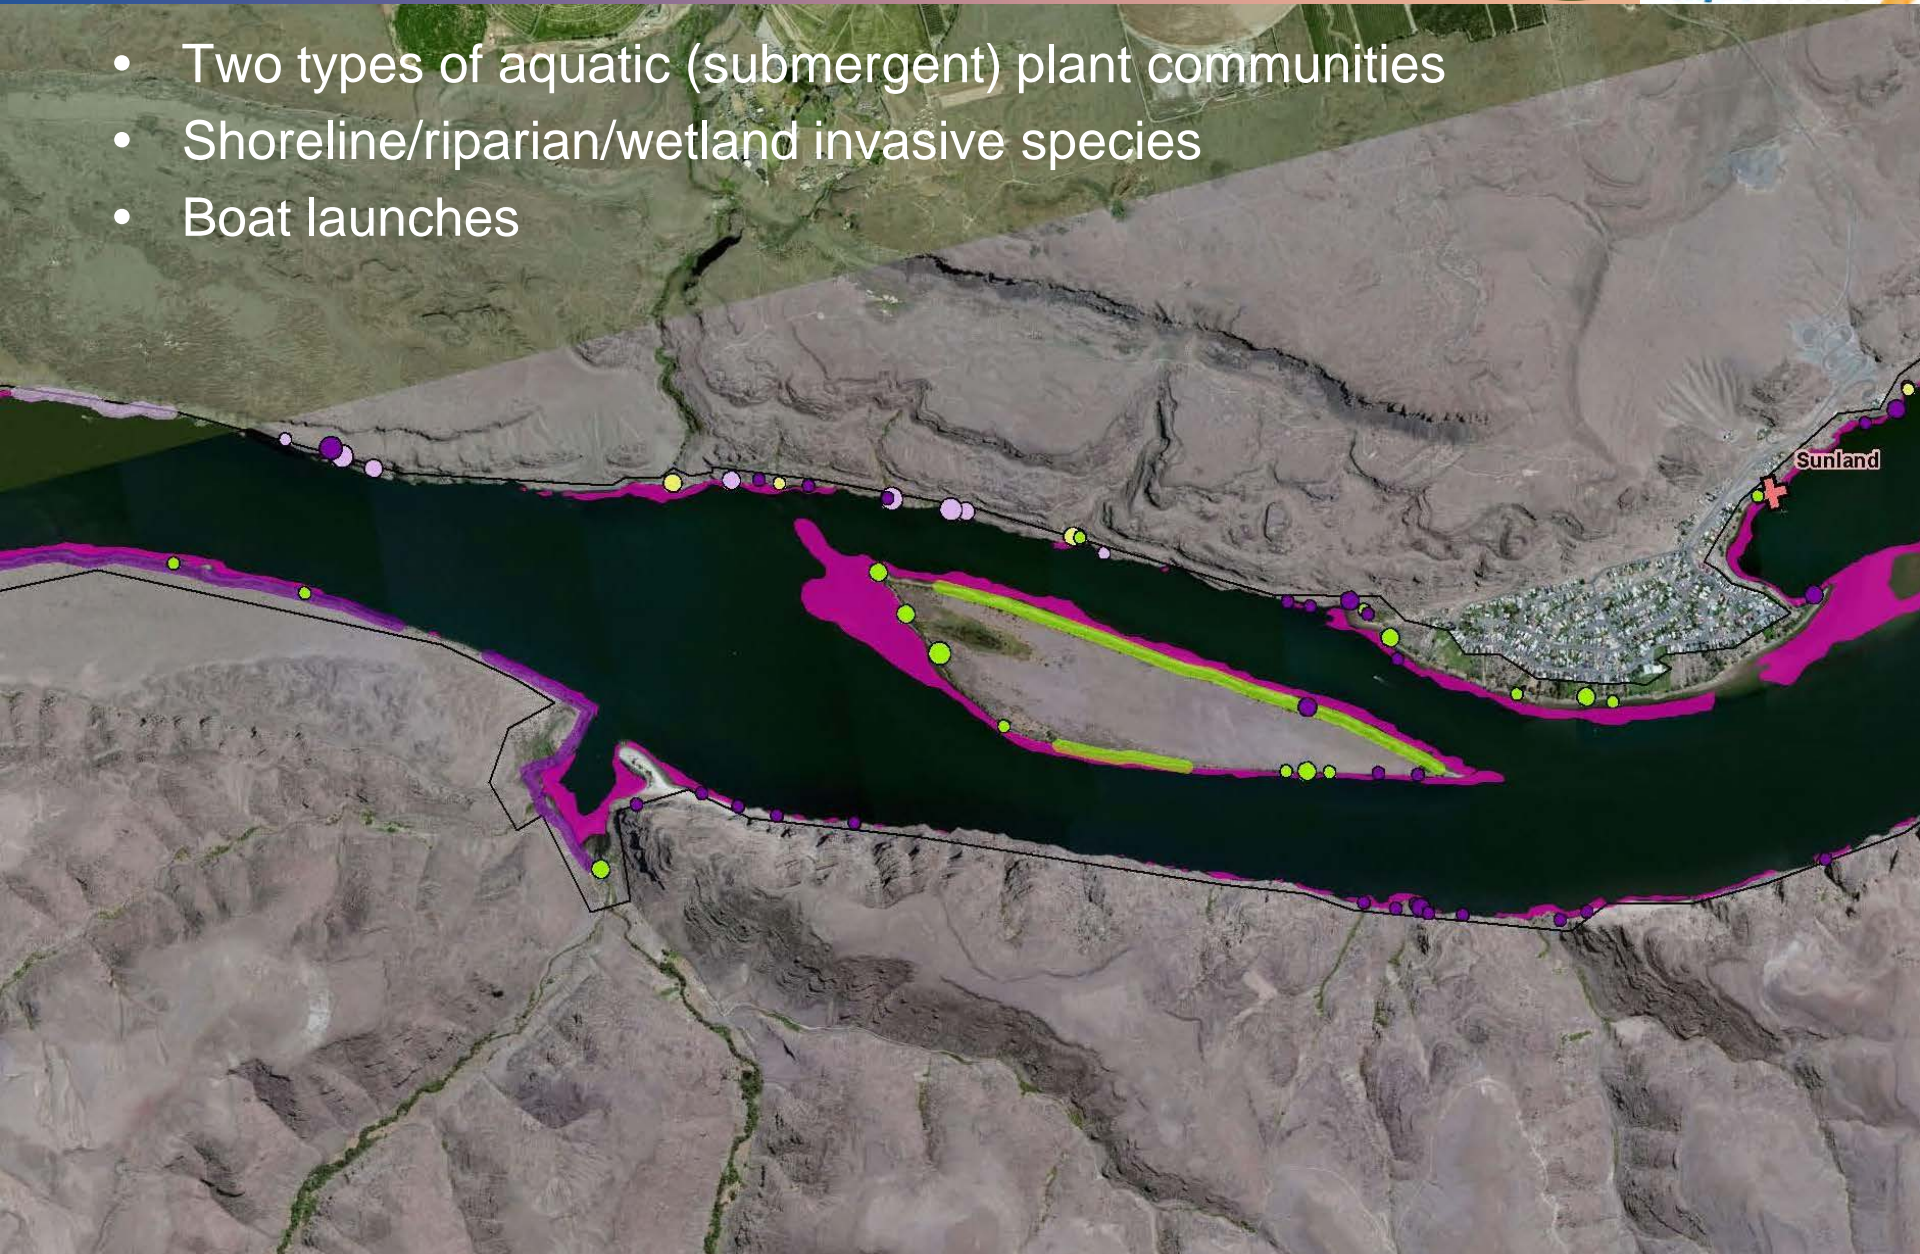 • Two types of aquatic (submergent) plant communities
• Shoreline/riparian/wetland invasive species
• Boat launches
Sunland